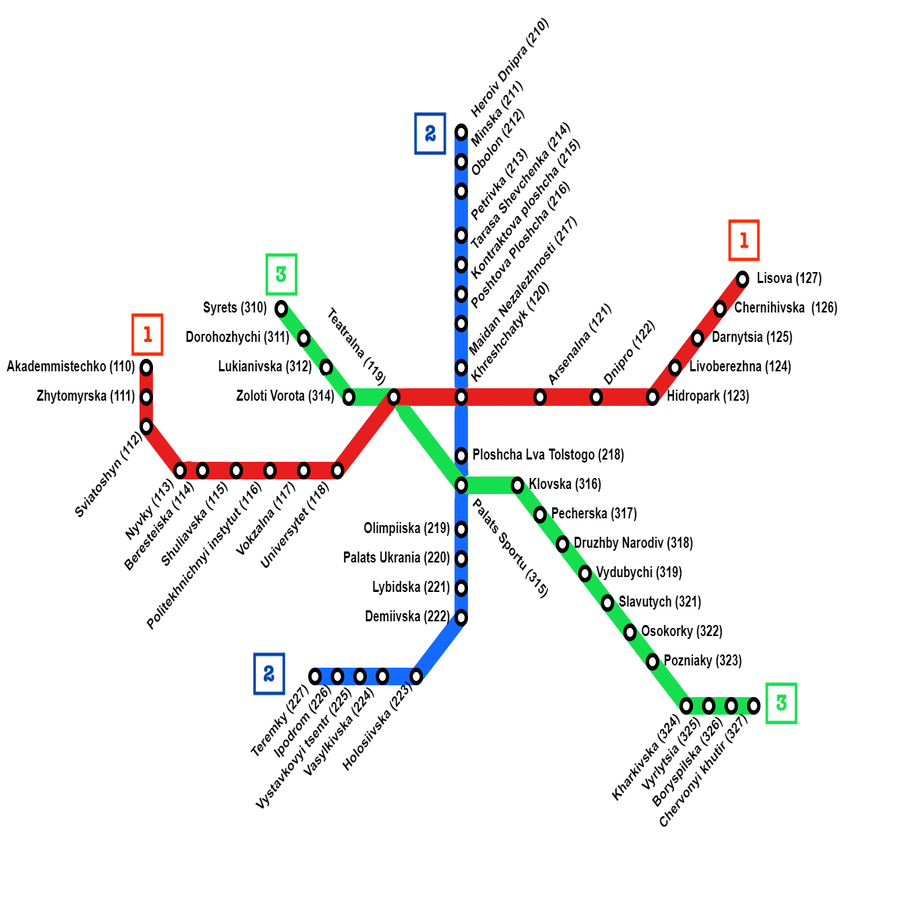 2
Heroiv Dnipra (210)
Minska (211)
Obolon (212)
Petrivka (213)
Tarasa Shevchenka (214)
Kontraktova ploshcha (215)
Poshtova Ploshcha (216)
Maidan Nezalezhnosti (217)
Khreshchatyk (120)
1
Lisova (127)
Chernihivska (126)
Darnytsia (125)
Livoberezhna (124)
Hidropark (123)
Dnipro (122)
Arsenalna (121)
3
Syrets (310)
Dorohozhychi (311)
Lukianivska (312)
Zoloti Vorota (314)
Teatralna (119)
1
Akademmistechko (110)
Zhytomyrska (111)
Sviatoshyn (112)
Nyvky (113)
Beresteiska (114)
Shuliavska (115)
Politekhnichnyi instytut (116)
Vokzalna (117)
Universytet (118)
Ploshcha Lva Tolstogo (218)
Klovska (316)
Palats Sportu (315)
Pecherska (317)
Druzhby Narodiv (318)
Vydubychi (319)
Slavutych (321)
Osokorky (322)
Pozniaky (323)
Olimpiiska (219)
Palats Ukrania (220)
Lybidska (221)
Demiivska (222)
2
Teremky (227)
Ipodrom (226)
Vystavkovyi tsentr (225)
Vasylkivska (224)
Holosiivska (223)
3
Kharkivska (324)
Vyrlytsia (325)
Boryspilska (326)
Chervonyi khutir (327)